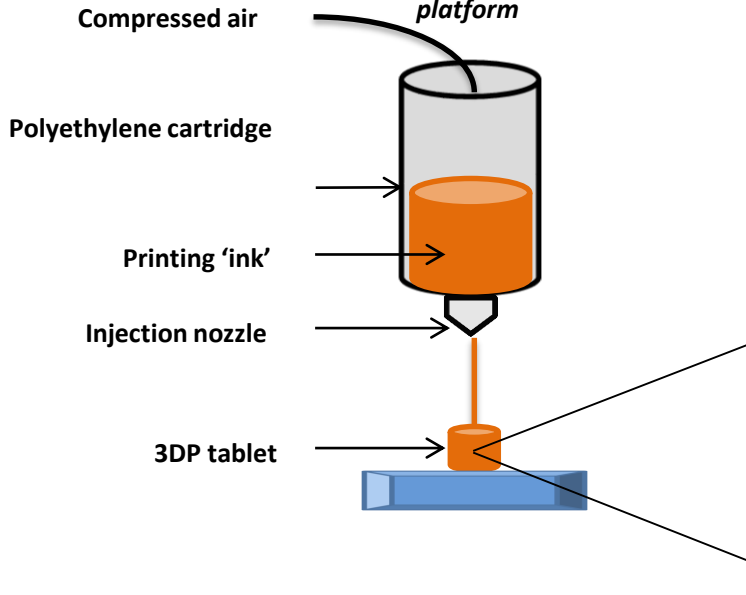 platform
Compressed air
Polyethylene cartridge
Printing ‘ink’
Injection nozzle
3DP tablet